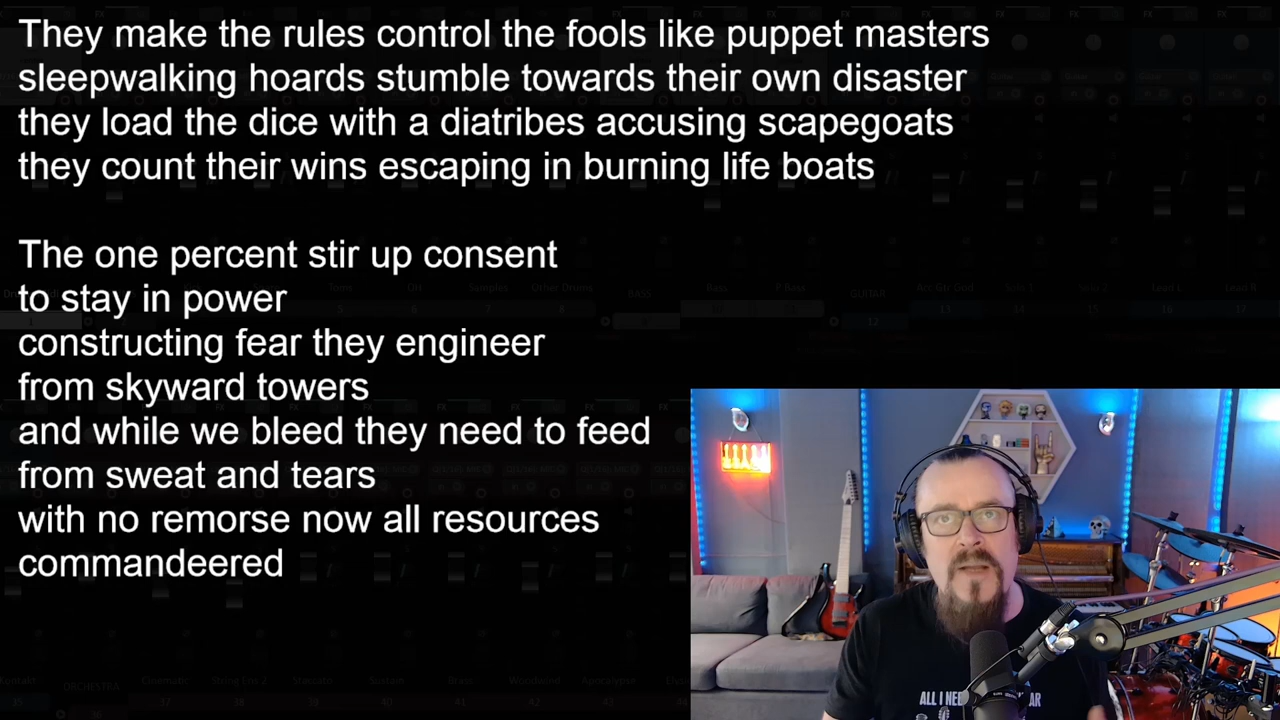 They make the rules control the fools like puppet masters
sleepwalking hoards stumble towards their own disaster
they load the dice with a diatribes accusing scapegoats
they count their wins escaping in burning life boats
The one percent stir up consent
to stay in power
constructing fear they engineer
from skyward towers
and while we bleed they need to feed
from sweat and tears
with no remorse now all resources
commandeered
ALL I NEE